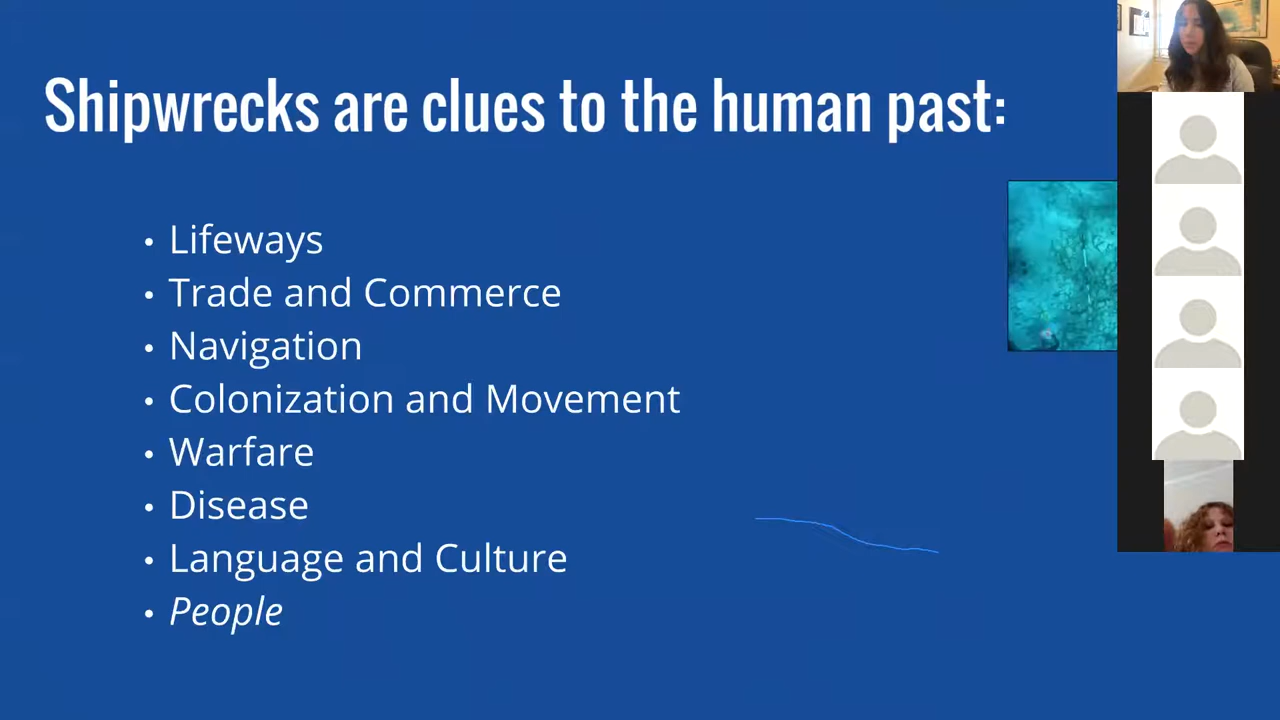 Shipwrecks are clues to the human past:
• Lifeways
• Trade and Commerce
• Navigation
• Colonization and Movement
• Warfare
• Disease
• Language and Culture
• People